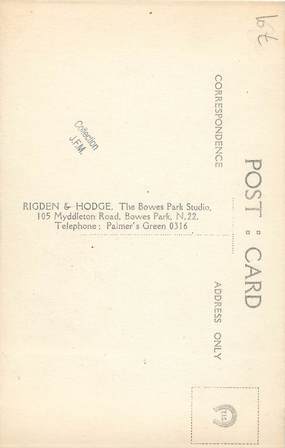 POST CARD
CORRESPONDENCE
ADDRESS ONLY
RIGDEN & HODGE, The Bowes Park Studio,
105 Myddleton Road, Bowes Park, N.22.
Telephone: Palmer's Green 0316
Collection
J.F.M.